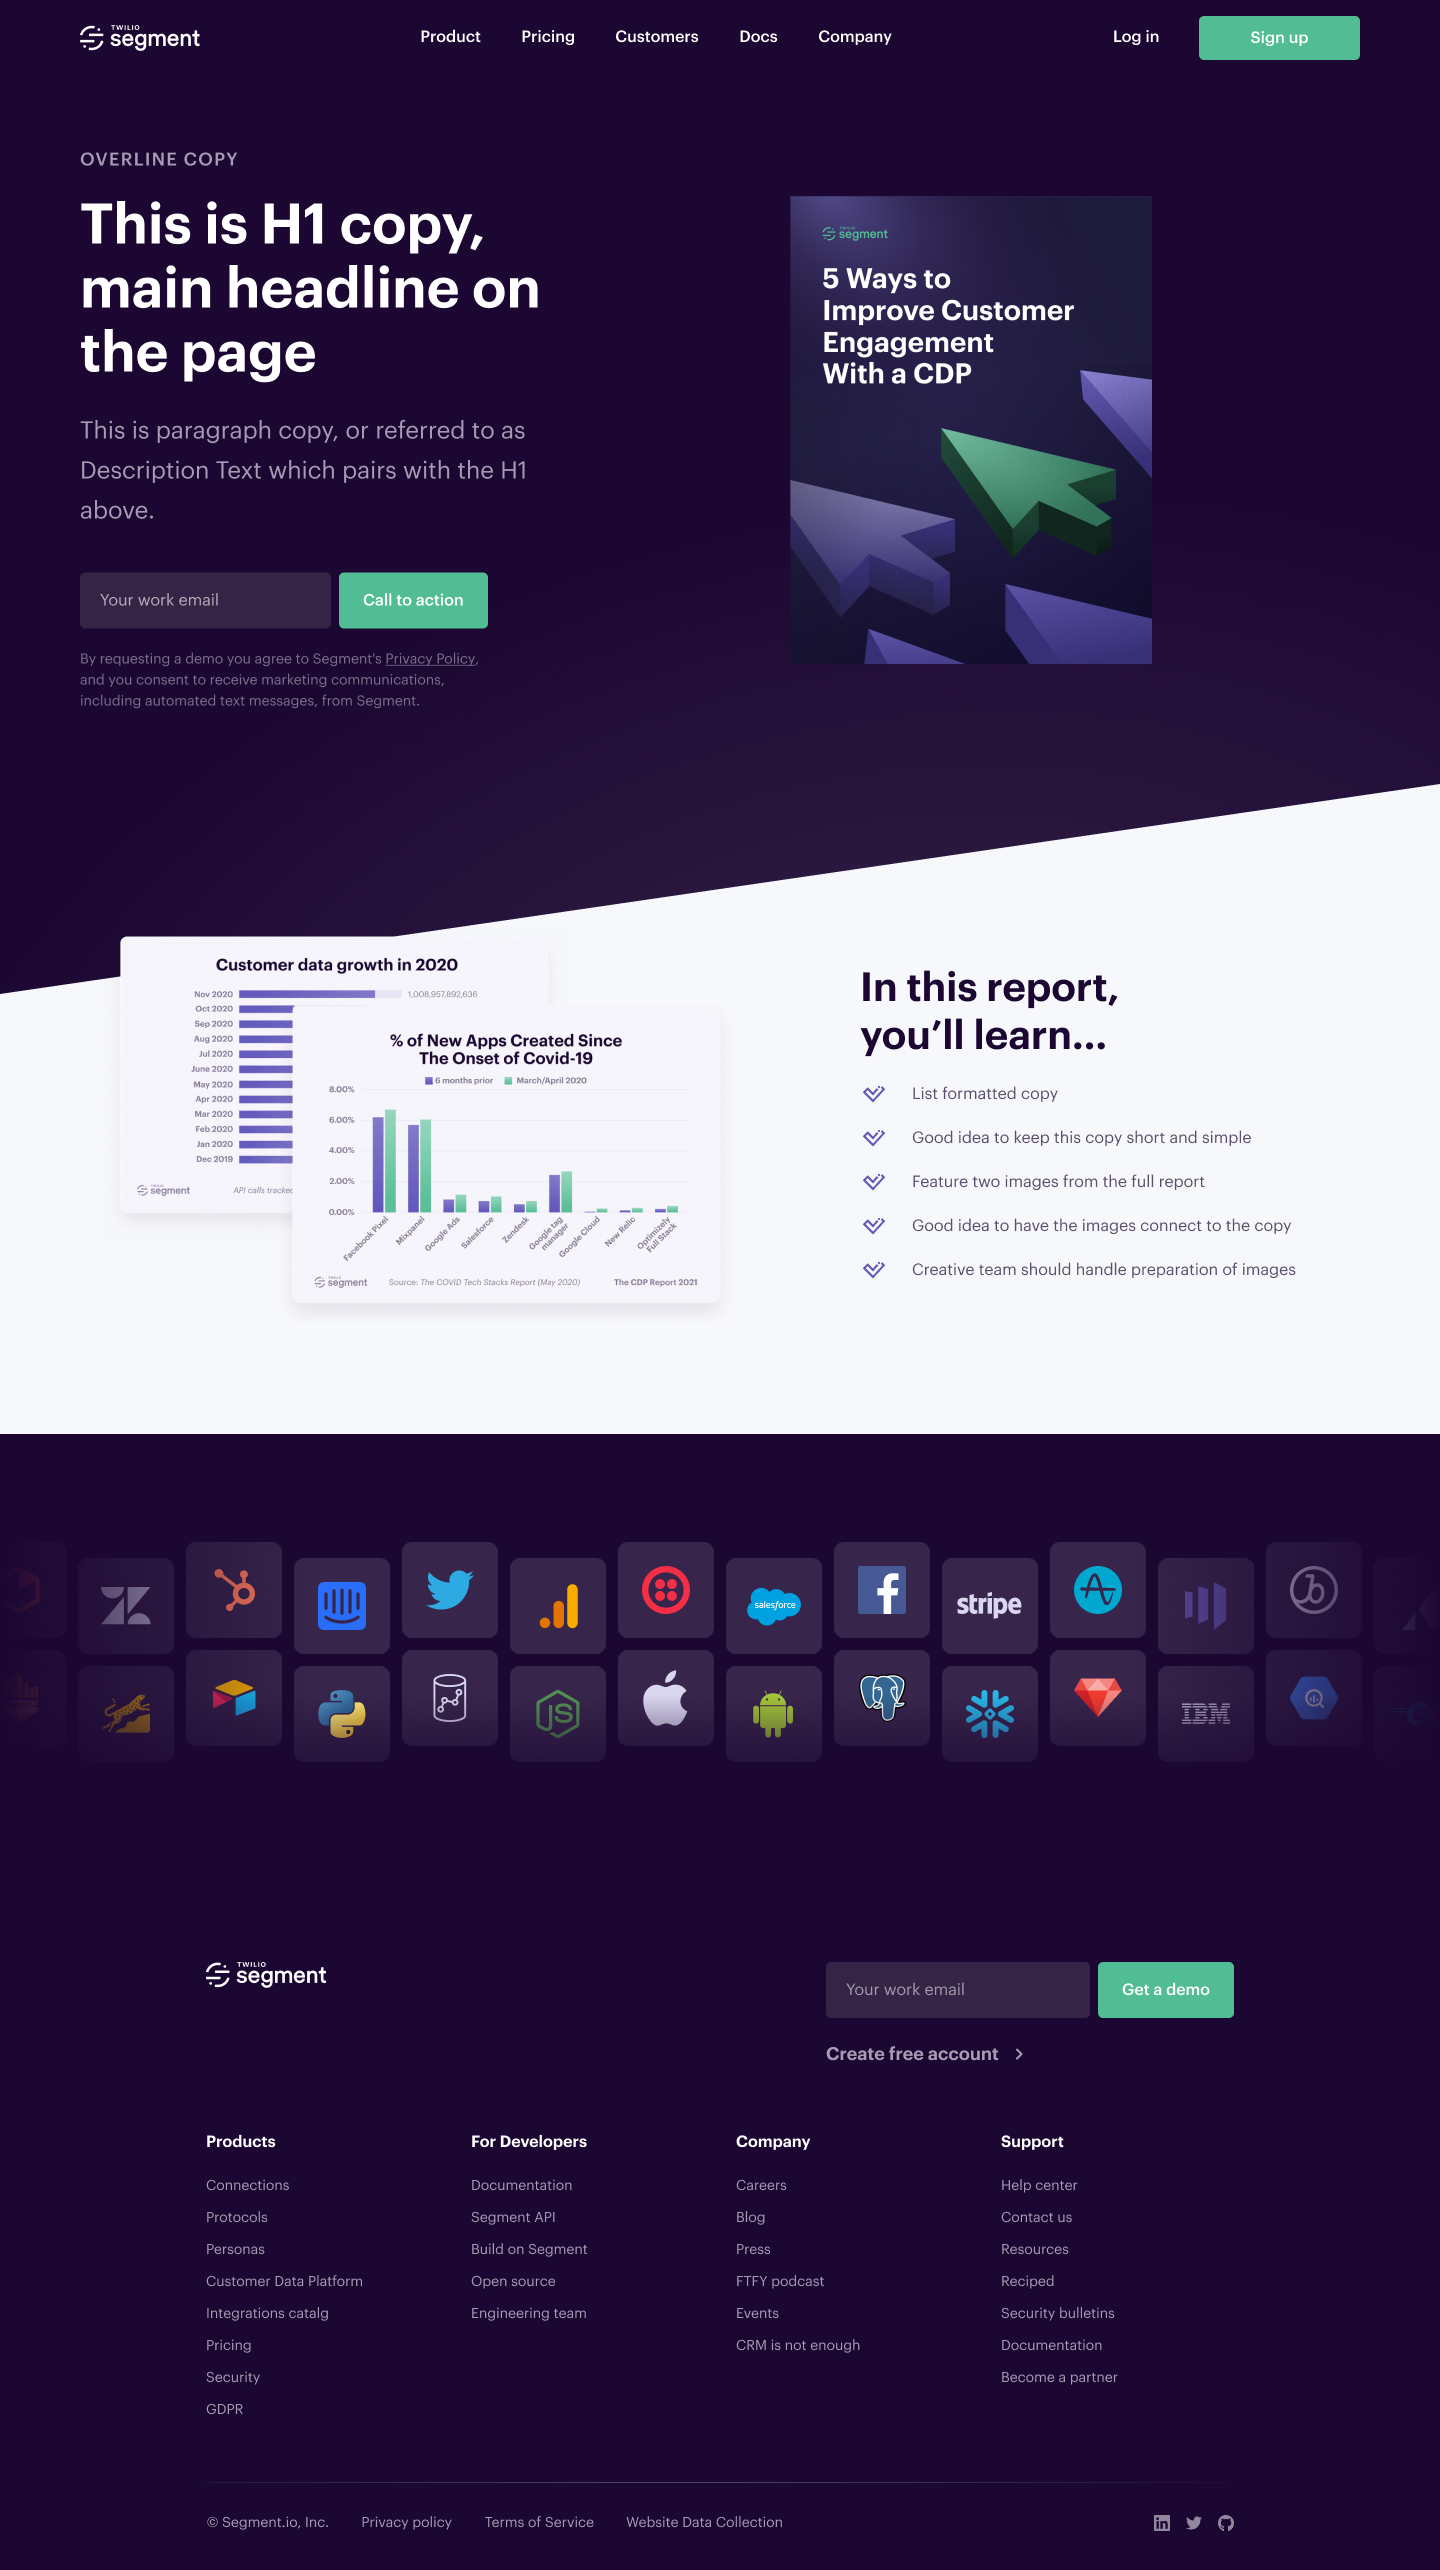 TWILIO
segment
Product
Pricing
Customers
Docs
Company
Log in
Sign up
OVERLINE COPY
This is H1 copy,
main headline on
the page
This is paragraph copy, or referred to as
Description Text which pairs with the H1
above.
Your work email
Call to action
By requesting a demo you agree to Segment's Privacy Policy,
and you consent to receive marketing communications,
including automated text messages, from Segment.
TWILIO
segment
5 Ways to
Improve Customer
Engagement
With a CDP
Customer data growth in 2020
Nov 2020
1,008,957,892,636
Oct 2020
Sep 2020
Aug 2020
Jul 2020
June 2020
May 2020
Apr 2020
Mar 2020
Feb 2020
Jan 2020
Dec 2019
TWILIO
segment
API calls tracked
% of New Apps Created Since
The Onset of Covid-19
6 months prior
March/April 2020
8.00%
6.00%
4.00%
2.00%
0.00%
Facebook Pixel
Mixpanel
Google Ads
Salesforce
Zendesk
Google tag
manager
Google Cloud
New Relic
Optimizely
Full Stack
TWILIO
segment
Source: The COVID Tech Stacks Report (May 2020)
The CDP Report 2021
In this report,
you’ll learn...
List formatted copy
Good idea to keep this copy short and simple
Feature two images from the full report
Good idea to have the images connect to the copy
Creative team should handle preparation of images
salesforce
stripe
JS
IBM
TWILIO
segment
Your work email
Get a demo
Create free account
Products
Connections
Protocols
Personas
Customer Data Platform
Integrations catalg
Pricing
Security
GDPR
For Developers
Documentation
Segment API
Build on Segment
Open source
Engineering team
Company
Careers
Blog
Press
FTFY podcast
Events
CRM is not enough
Support
Help center
Contact us
Resources
Reciped
Security bulletins
Documentation
Become a partner
© Segment.io, Inc.
Privacy policy
Terms of Service
Website Data Collection